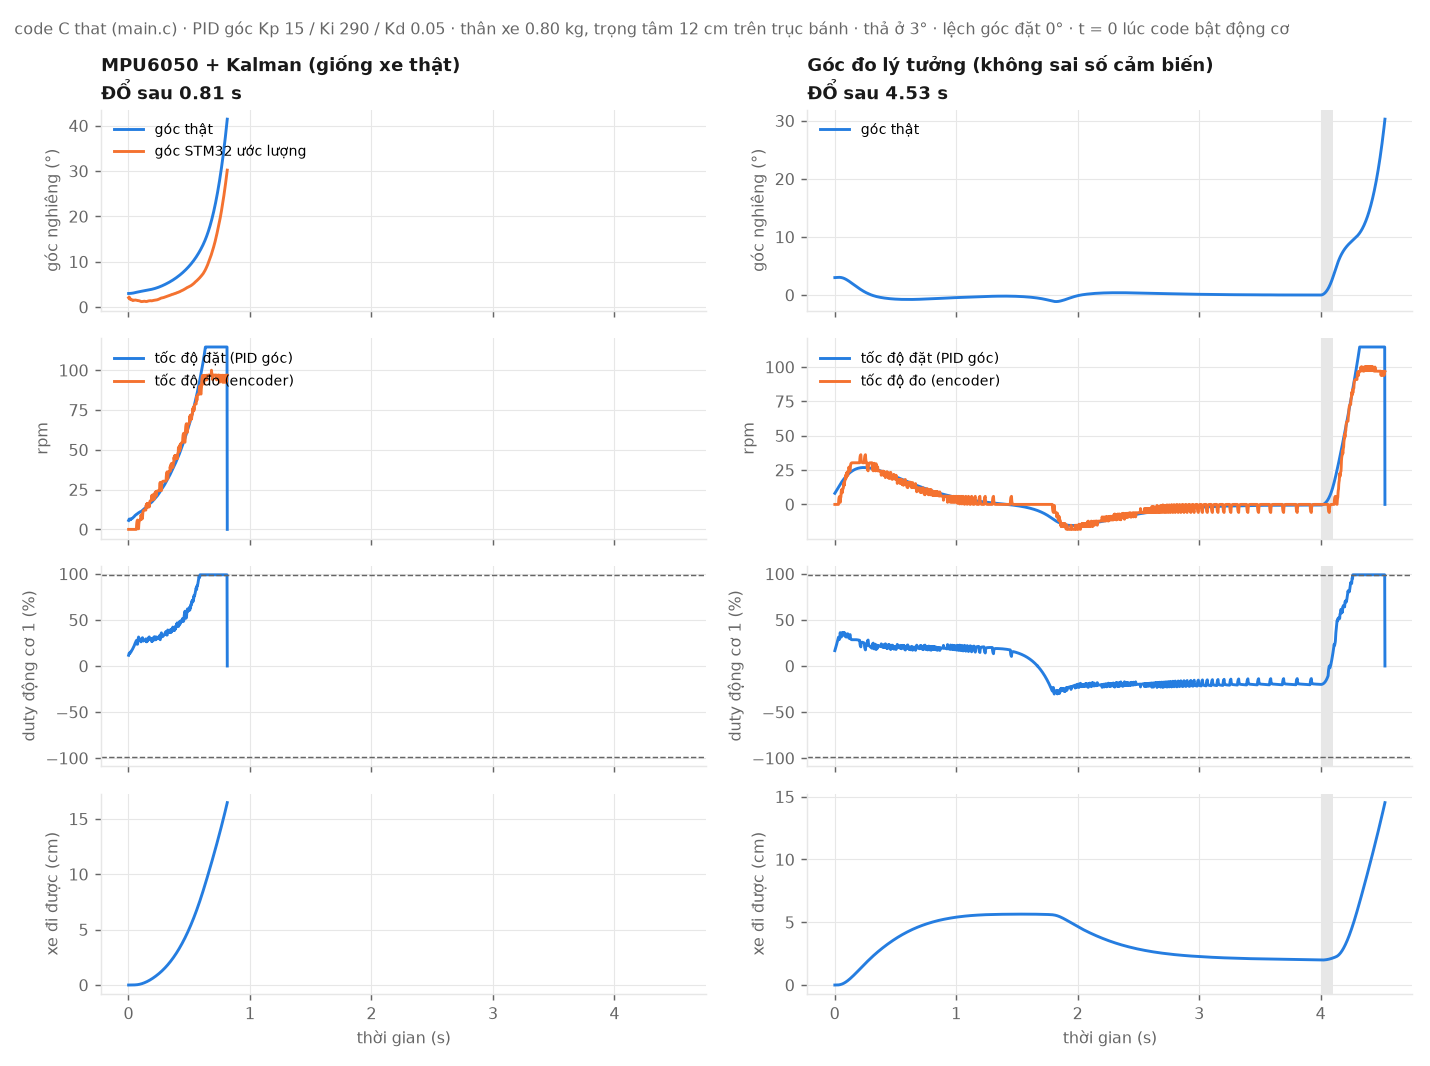 code C that (main.c) · PID góc Kp 15 / Ki 290 / Kd 0.05 · thân xe 0.80 kg, trọng tâm 12 cm trên trục bánh · thả ở 3° · lệch góc đặt 0° · t = 0 lúc code bật động cơ
MPU6050 + Kalman (giống xe thật)
ĐỔ sau 0.81 s
góc nghiêng (°)
40
30
20
10
0
góc thật
góc STM32 ước lượng
rpm
100
75
50
25
0
tốc độ đặt (PID góc)
tốc độ đo (encoder)
duty động cơ 1 (%)
100
50
0
−50
−100
xe đi được (cm)
15
10
5
0
0 1 2 3 4
thời gian (s)
Góc đo lý tưởng (không sai số cảm biến)
ĐỔ sau 4.53 s
góc nghiêng (°)
30
20
10
0
góc thật
rpm
100
75
50
25
0
tốc độ đặt (PID góc)
tốc độ đo (encoder)
duty động cơ 1 (%)
100
50
0
−50
−100
xe đi được (cm)
15
10
5
0
0 1 2 3 4
thời gian (s)